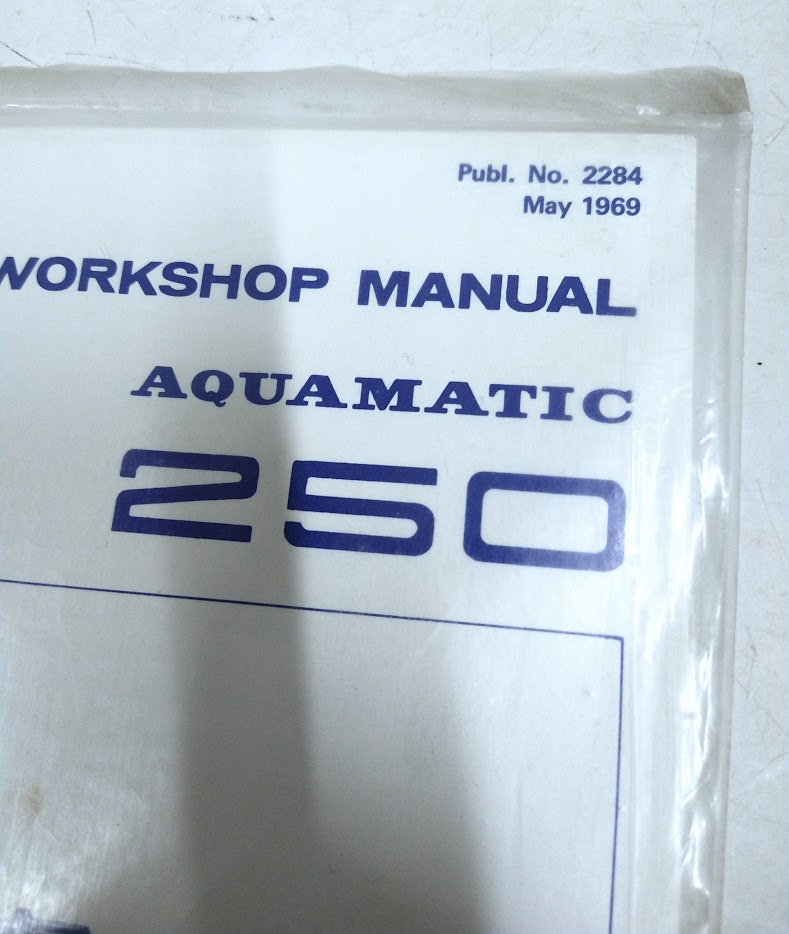 Publ. No. 2284
May 1969
WORKSHOP MANUAL
AQUAMATIC
250